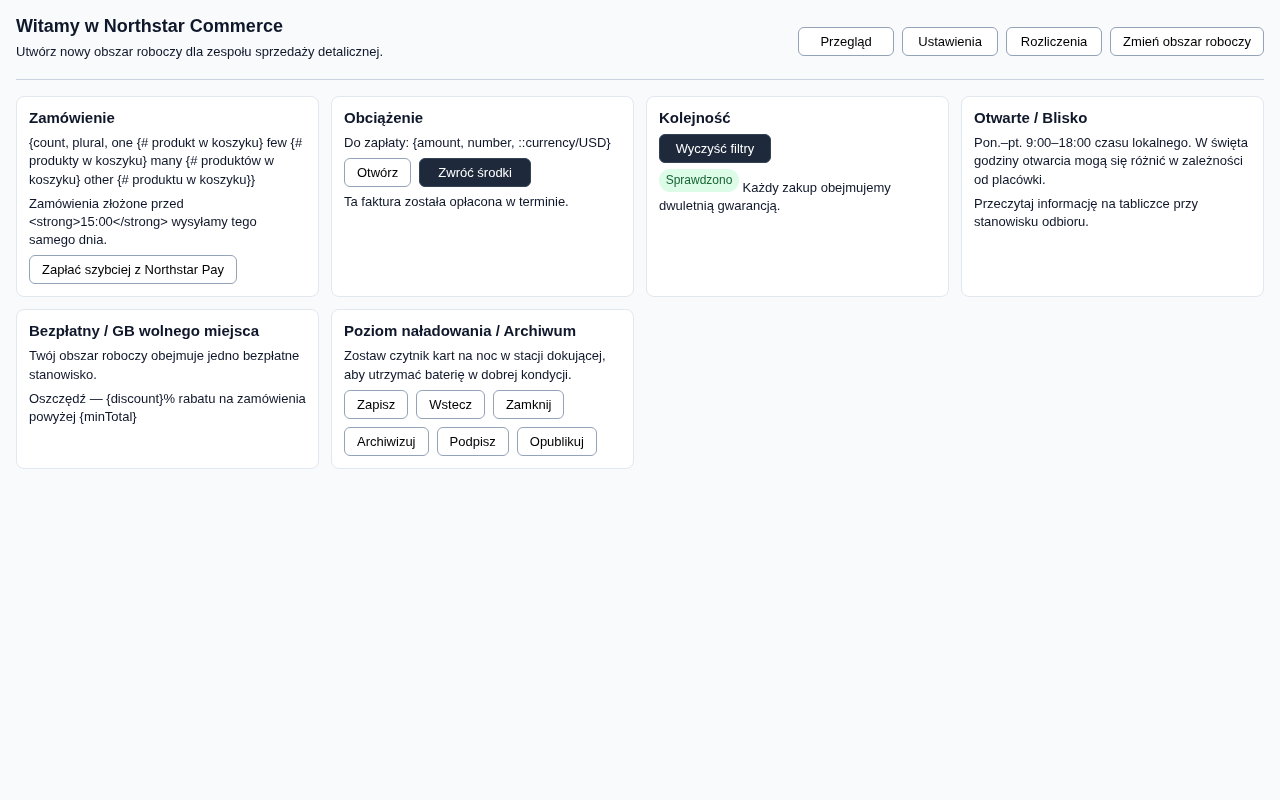 Witamy w Northstar Commerce
Utwórz nowy obszar roboczy dla zespołu sprzedaży detalicznej.
Przegląd
Ustawienia
Rozliczenia
Zmień obszar roboczy
Zamówienie
{count, plural, one {# produkt w koszyku} few {#
produkty w koszyku} many {# produktów w
koszyku} other {# produktu w koszyku}}
Zamówienia złożone przed
<strong>15:00</strong> wysyłamy tego
samego dnia.
Zapłać szybciej z Northstar Pay
Obciążenie
Do zapłaty: {amount, number, ::currency/USD}
Otwórz
Zwróć środki
Ta faktura została opłacona w terminie.
Kolejność
Wyczyść filtry
Sprawdzono Każdy zakup obejmujemy
dwuletnią gwarancją.
Otwarte / Blisko
Pon.–pt. 9:00–18:00 czasu lokalnego. W święta
godziny otwarcia mogą się różnić w zależności
od placówki.
Przeczytaj informację na tabliczce przy
stanowisku odbioru.
Bezpłatny / GB wolnego miejsca
Twój obszar roboczy obejmuje jedno bezpłatne
stanowisko.
Oszczędź — {discount}% rabatu na zamówienia
powyżej {minTotal}
Poziom naładowania / Archiwum
Zostaw czytnik kart na noc w stacji dokującej,
aby utrzymać baterię w dobrej kondycji.
Zapisz
Wstecz
Zamknij
Archiwizuj
Podpisz
Opublikuj